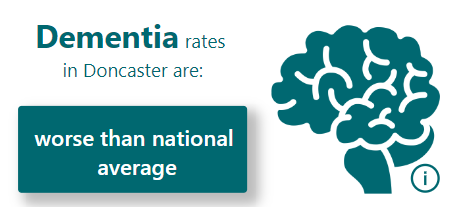 Dementia rates
in Doncaster are:
worse than national
average
i